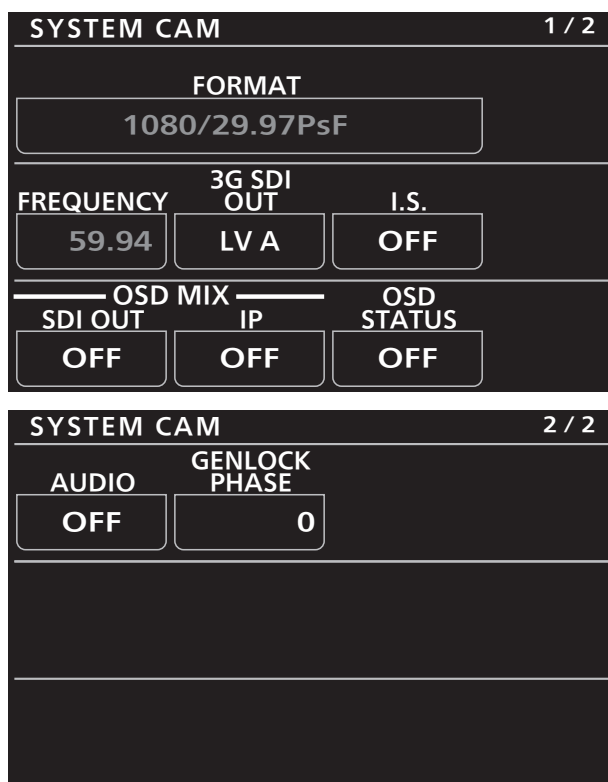 SYSTEM CAM 1 / 2
FORMAT
1080/29.97PsF
3G SDI
FREQUENCY OUT I.S.
59.94 LV A OFF
OSD MIX OSD
SDI OUT IP STATUS
OFF OFF OFF
SYSTEM CAM 2 / 2
GENLOCK
AUDIO PHASE
OFF 0